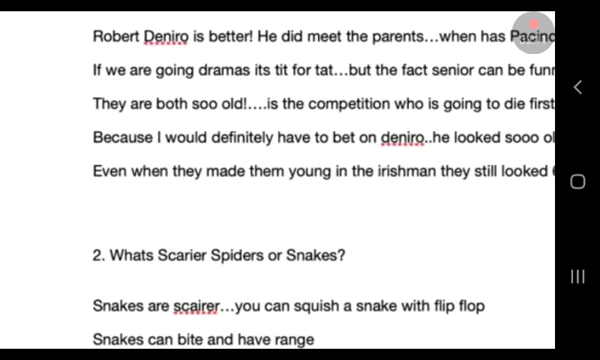 Robert Deniro is better! He did meet the parents...when has Pacino
If we are going dramas its tit for tat...but the fact senior can be
They are both soo old!....is the competition who is going to die first
Because I would definitely have to bet on deniro..he looked sooo
Even when they made them young in the irishman they still looked
2. Whats Scarier Spiders or Snakes?
Snakes are scairer...you can squish a snake with flip flop
Snakes can bite and have range